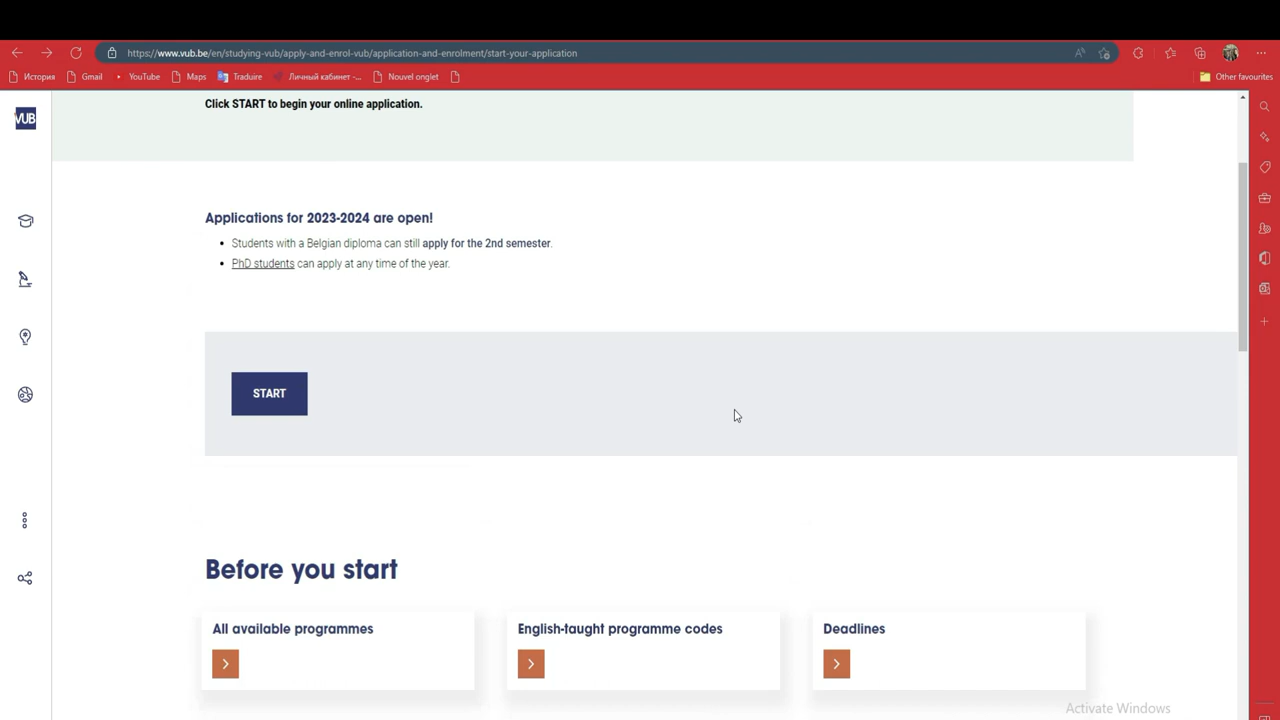 https://www.vub.be/en/studying-vub/apply-and-enrol-vub/application-and-enrolment/start-your-application
История Gmail YouTube Maps Traduire Личный кабинет -... Nouvel onglet Other favourites
VUB
Click START to begin your online application.
Applications for 2023-2024 are open!
Students with a Belgian diploma can still apply for the 2nd semester.
PhD students can apply at any time of the year.
START
Before you start
All available programmes
English-taught programme codes
Deadlines
Activate Windows